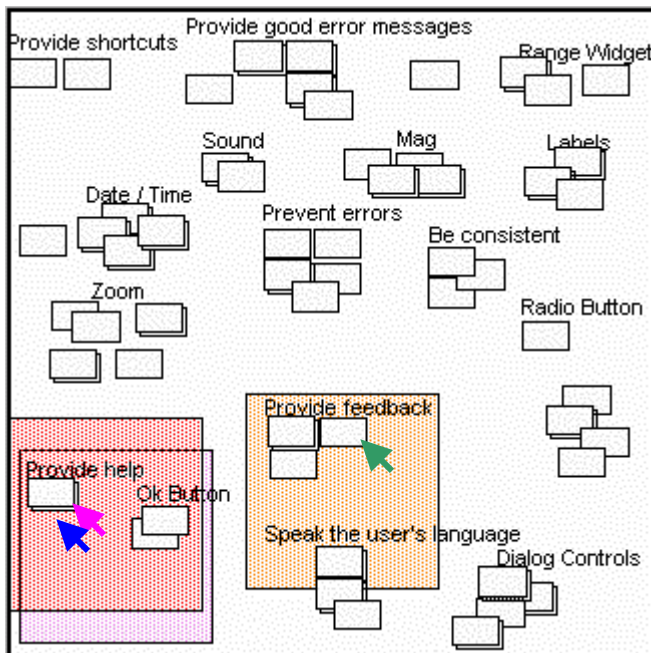 Provide good error messages
Provide shortcuts
Range Widget
Sound
Mag
Labels
Date / Time
Prevent errors
Be consistent
Zoom
Radio Button
Provide feedback
Provide help
Ok Button
Speak the user's language
Dialog Controls